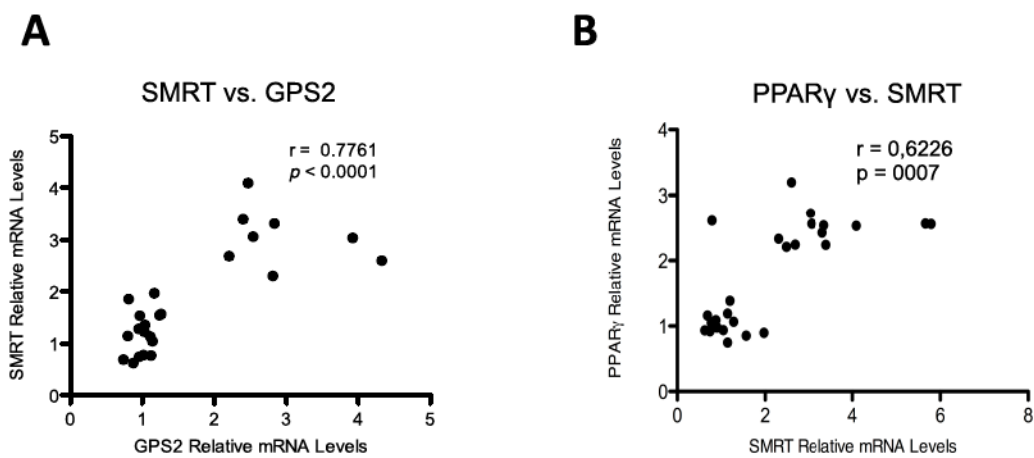 A
SMRT vs. GPS2
r = 0.7761
p < 0.0001
SMRT Relative mRNA Levels
5
4
3
2
1
0
0 1 2 3 4 5
GPS2 Relative mRNA Levels
B
PPARγ vs. SMRT
r = 0,6226
p = 0007
PPARγ Relative mRNA Levels
4
3
2
1
0
0 2 4 6 8
SMRT Relative mRNA Levels